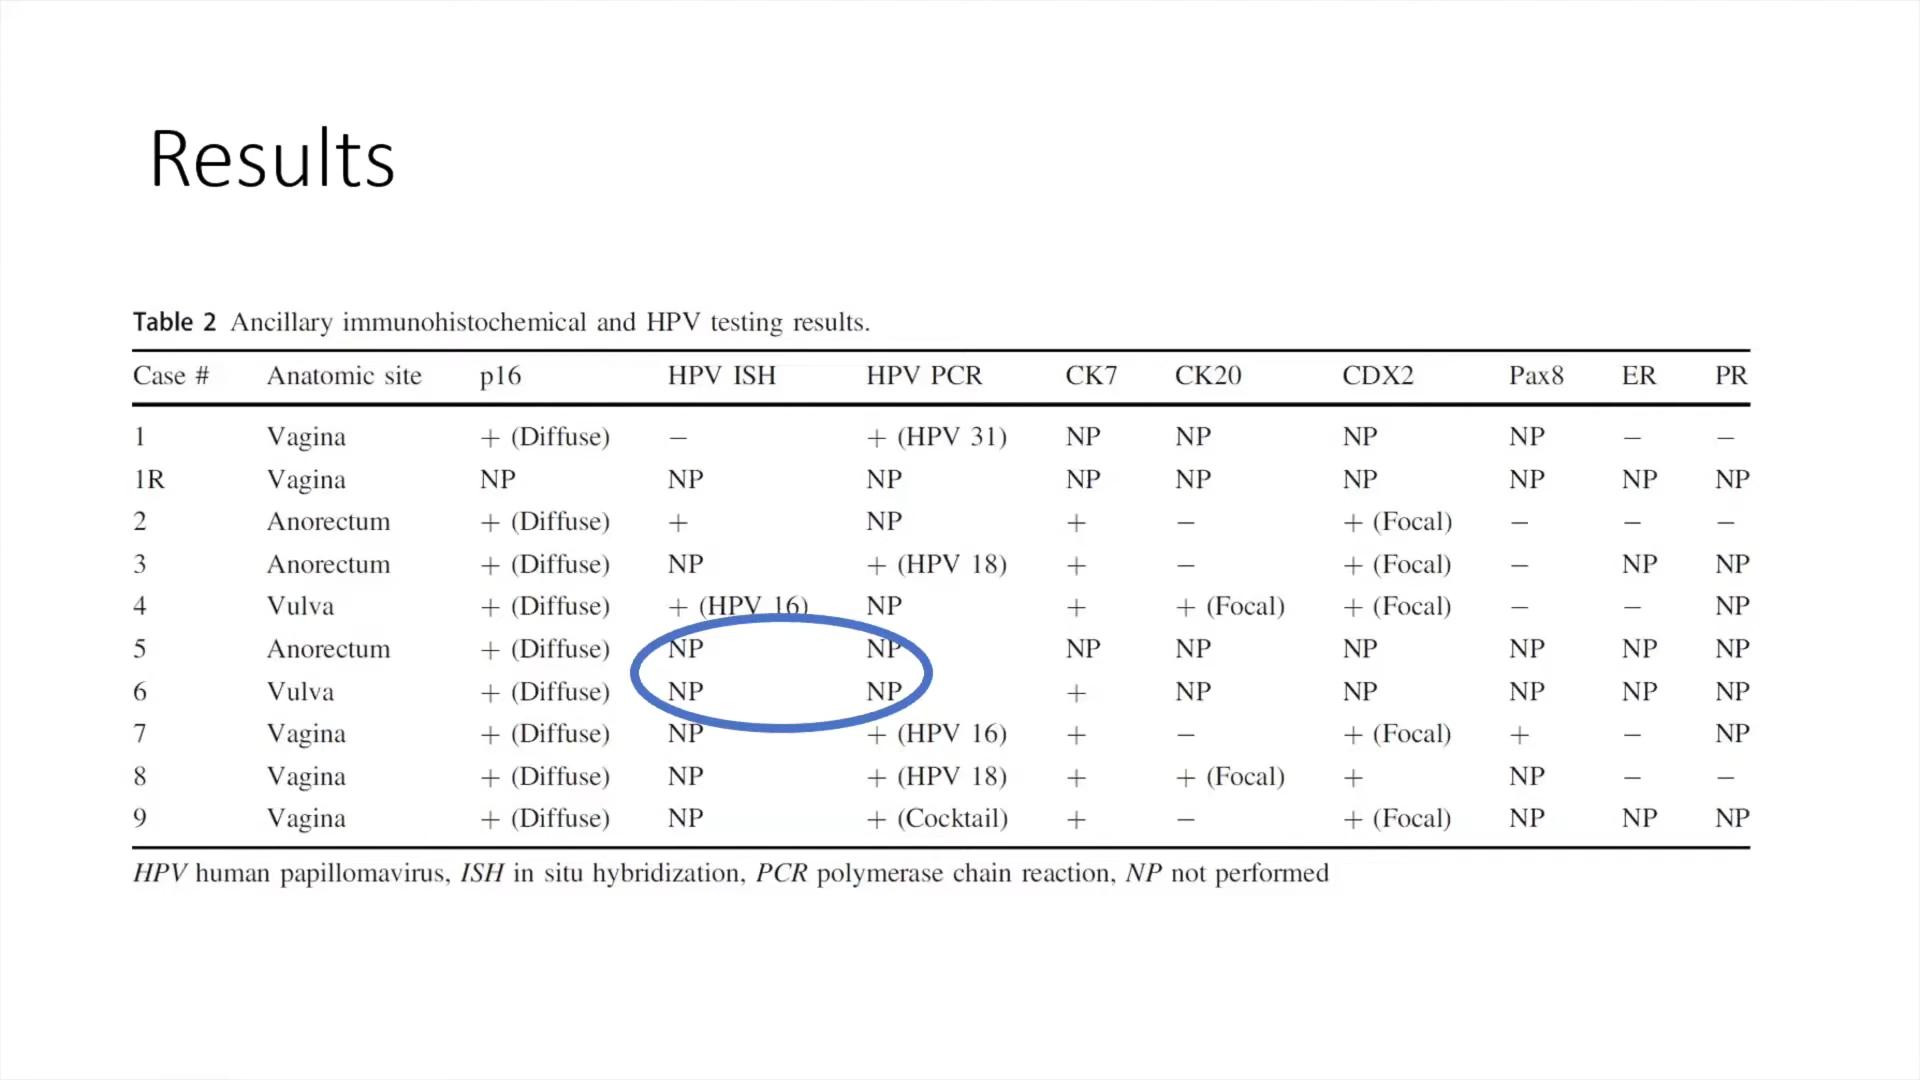 Results
Table 2 Ancillary immunohistochemical and HPV testing results.
Case # Anatomic site p16 HPV ISH HPV PCR CK7 CK20 CDX2 Pax8 ER PR
1 Vagina + (Diffuse) − + (HPV 31) NP NP NP NP − −
1R Vagina NP NP NP NP NP NP NP NP NP
2 Anorectum + (Diffuse) + NP + − + (Focal) − − −
3 Anorectum + (Diffuse) NP + (HPV 18) + − + (Focal) − NP NP
4 Vulva + (Diffuse) + (HPV 16) NP + + (Focal) + (Focal) − − NP
5 Anorectum + (Diffuse) NP NP NP NP NP NP NP NP
6 Vulva + (Diffuse) NP NP + NP NP NP NP NP
7 Vagina + (Diffuse) NP + (HPV 16) + − + (Focal) + − NP
8 Vagina + (Diffuse) NP + (HPV 18) + + (Focal) + NP − −
9 Vagina + (Diffuse) NP + (Cocktail) + − + (Focal) NP NP NP
HPV human papillomavirus, ISH in situ hybridization, PCR polymerase chain reaction, NP not performed